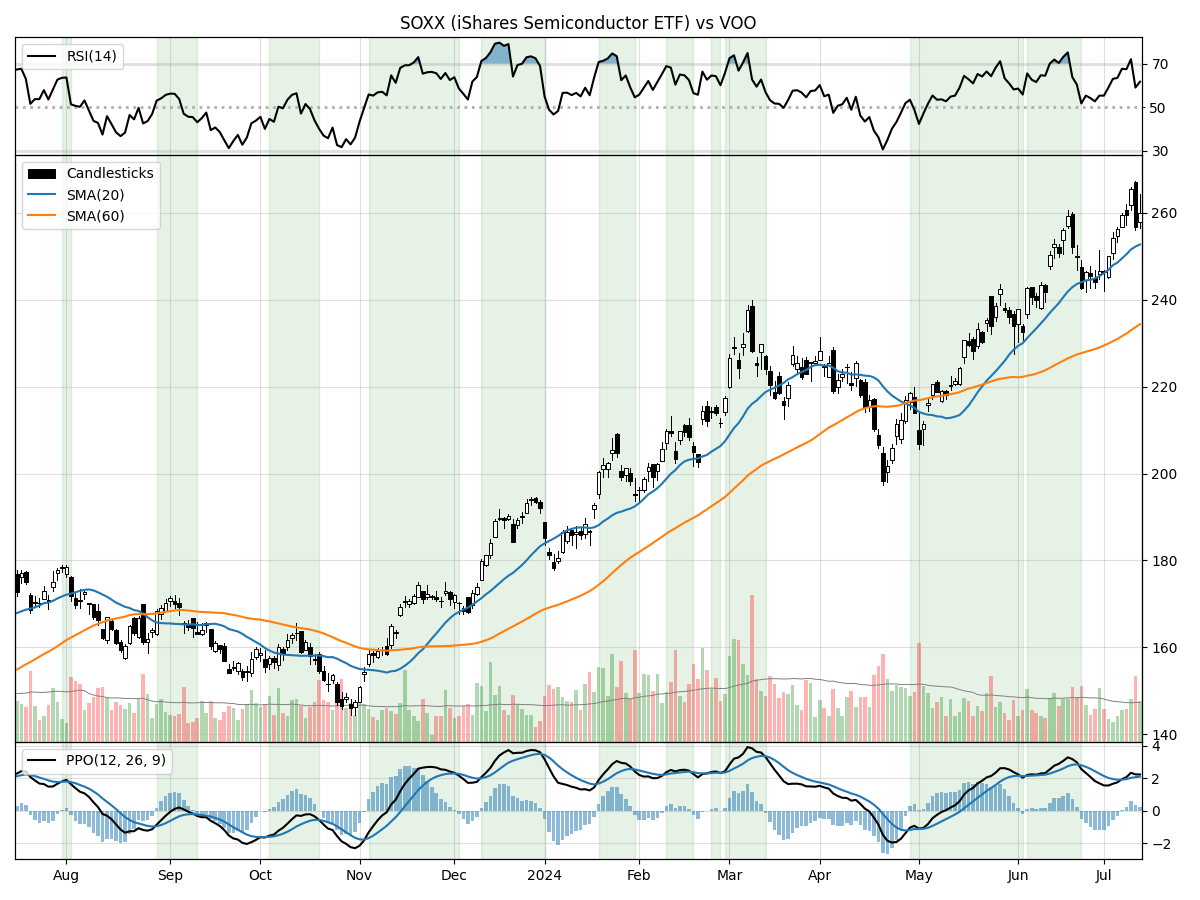 SOXX (iShares Semiconductor ETF) vs VOO
RSI(14)
70
50
30
Candlesticks
SMA(20)
SMA(60)
260
240
220
200
180
160
140
PPO(12, 26, 9)
4
2
0
−2
Aug Sep Oct Nov Dec 2024 Feb Mar Apr May Jun Jul